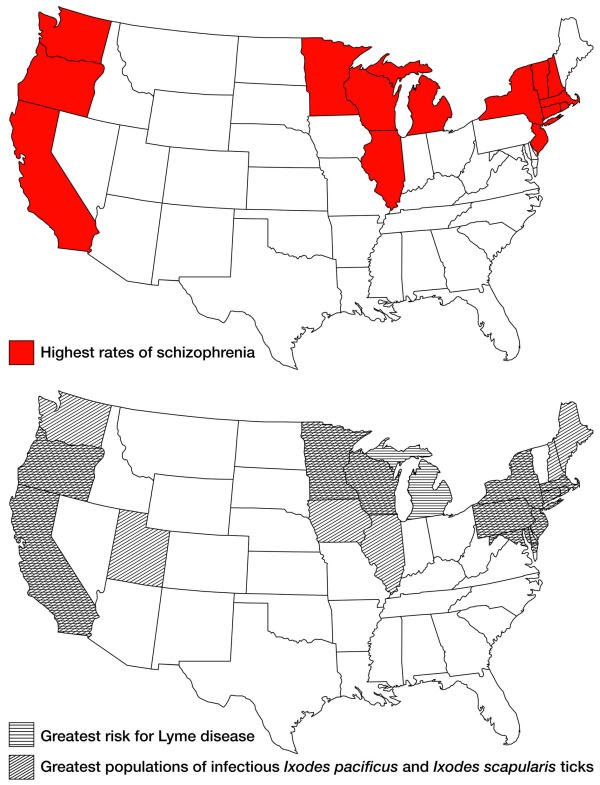 Highest rates of schizophrenia
Greatest risk for Lyme disease
Greatest populations of infectious Ixodes pacificus and Ixodes scapularis ticks